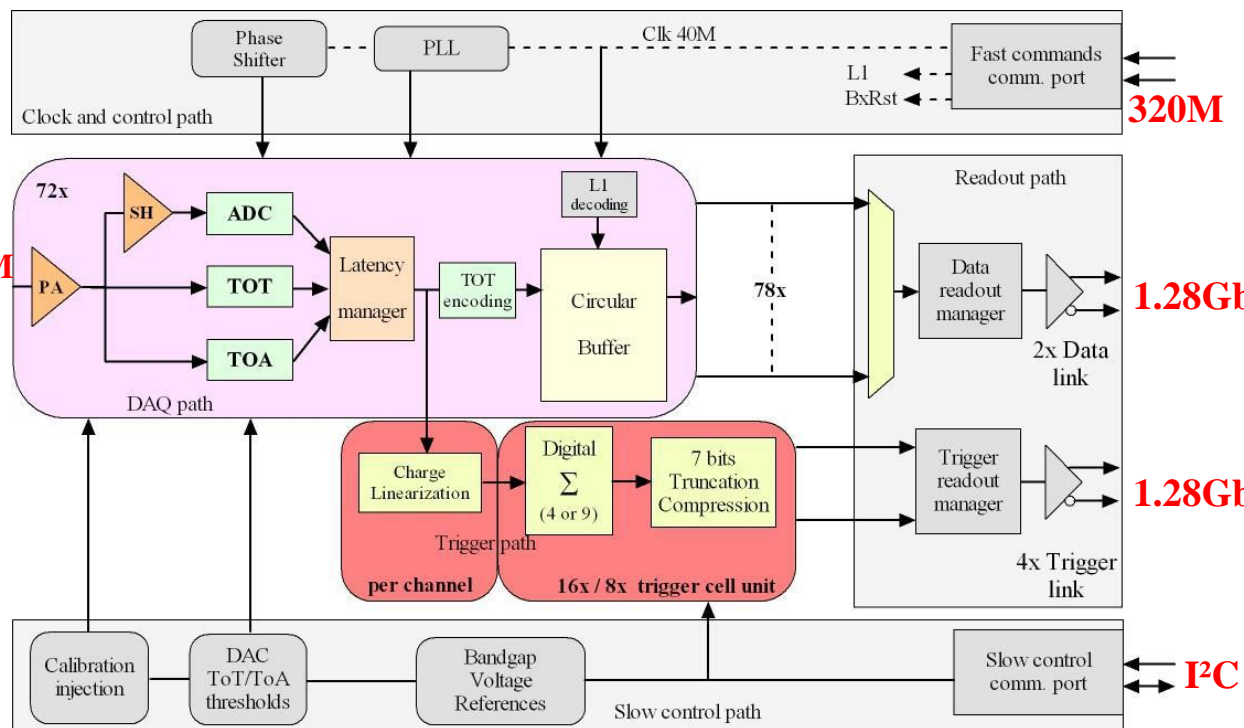 Phase
Shifter
PLL
Clk 40M
Fast commands
comm. port
L1
BxRst
320M
Clock and control path
72x
SH
ADC
L1
decoding
Readout path
PA
TOT
Latency
manager
TOT
encoding
Circular
Buffer
78x
Data
readout
manager
1.28Gb
TOA
2x Data
link
DAQ path
Charge
Linearization
Digital
Σ
(4 or 9)
7 bits
Truncation
Compression
Trigger
readout
manager
1.28Gb
Trigger path
per channel
16x / 8x trigger cell unit
4x Trigger
link
Calibration
injection
DAC
ToT/ToA
thresholds
Bandgap
Voltage
References
Slow control
comm. port
I²C
Slow control path